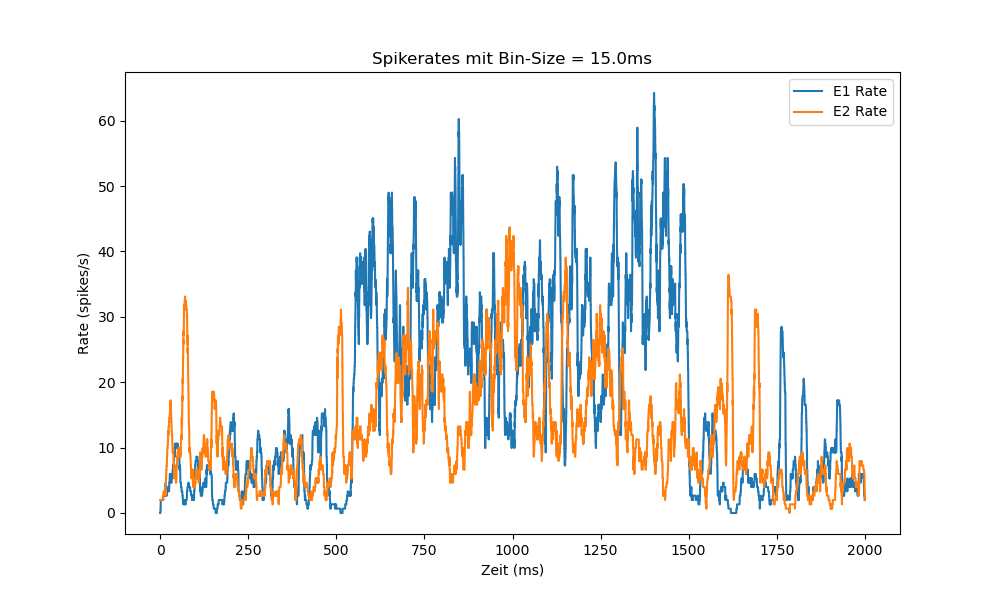 Spikerates mit Bin-Size = 15.0ms
E1 Rate
E2 Rate
Rate (spikes/s)
60
50
40
30
20
10
0
0 250 500 750 1000 1250 1500 1750 2000
Zeit (ms)